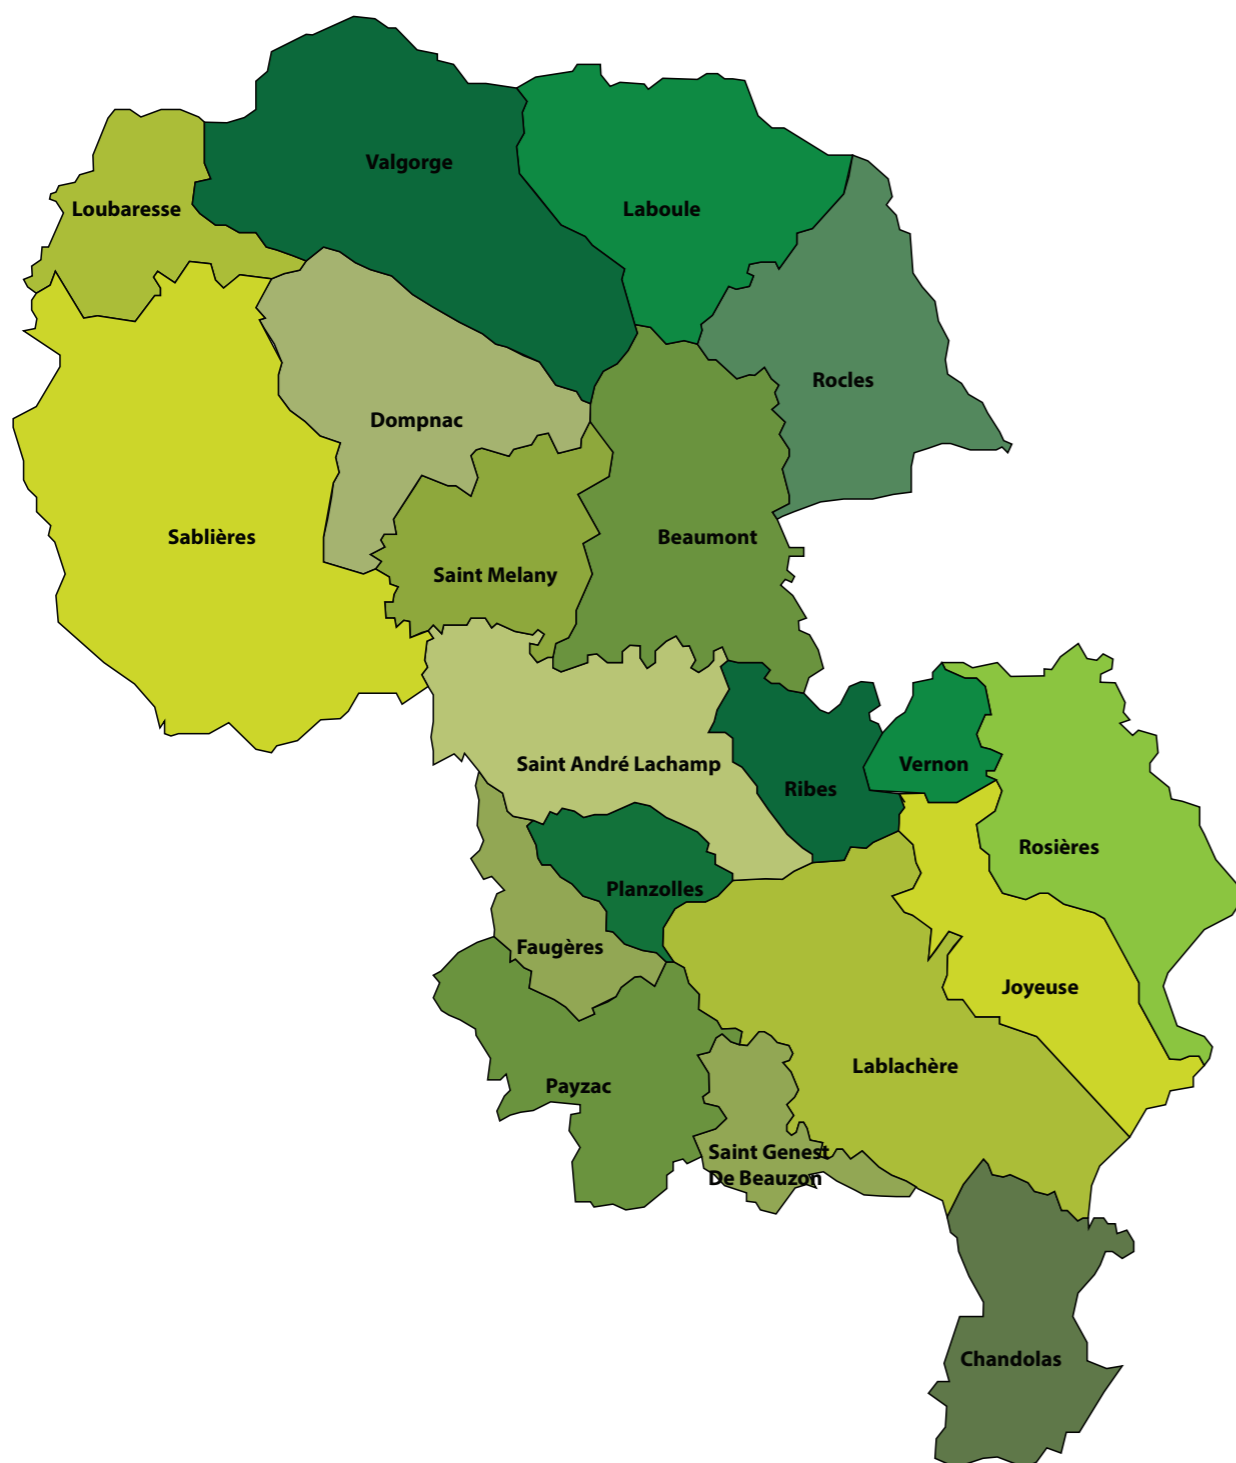 Valgorge
Loubaresse
Laboule
Rocles
Dompnac
Sablières
Beaumont
Saint Melany
Saint André Lachamp
Vernon
Ribes
Rosières
Planzolles
Faugères
Joyeuse
Lablachère
Payzac
Saint Genest
De Beauzon
Chandolas